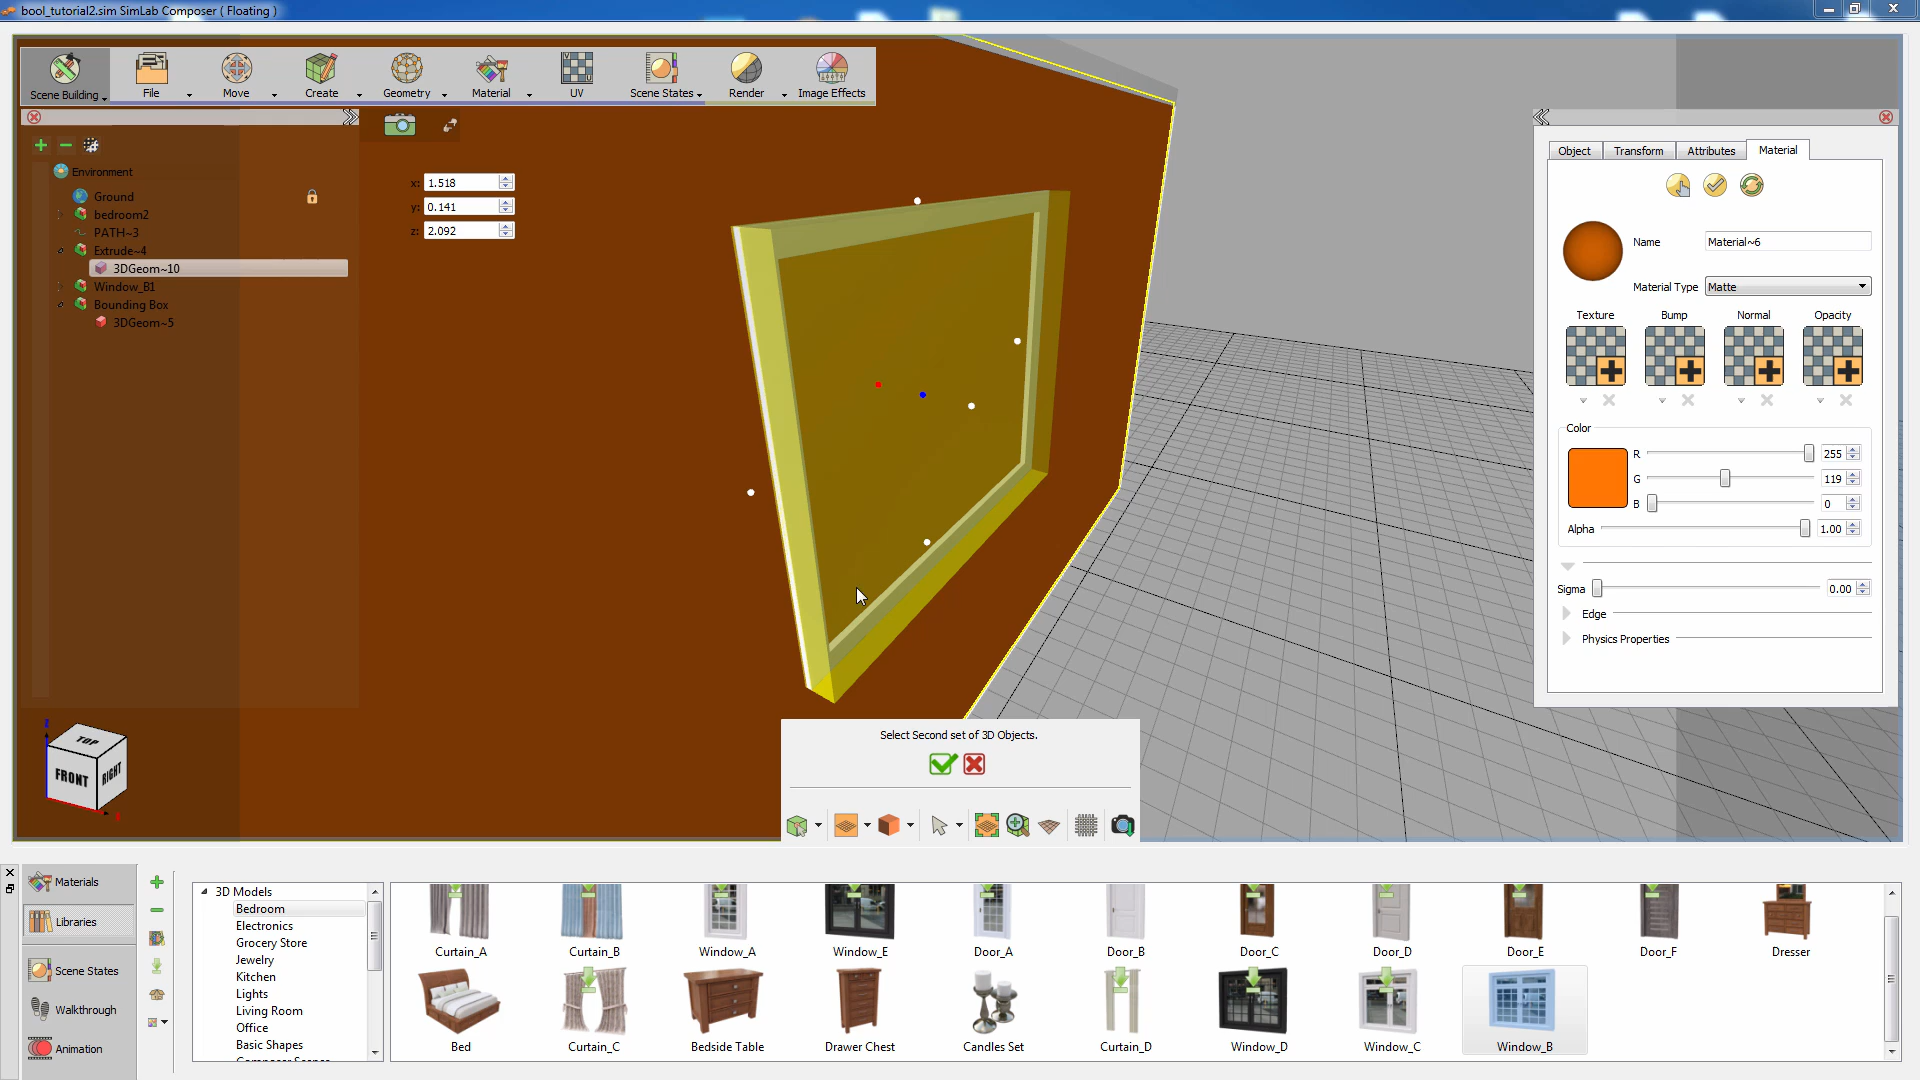 bool_tutorial2.sim SimLab Composer ( Floating )
Scene Building
File
Move
Create
Geometry
Material
UV
Scene States
Render
Image Effects
Environment
Ground
bedroom2
PATH~3
Extrude~4
3DGeom~10
Window_B1
Bounding Box
3DGeom~5
x: 1.518
y: 0.141
z: 2.092
Object Transform Attributes Material
Name Material~6
Material Type Matte
Texture Bump Normal Opacity
Color
R 255
G 119
B 0
Alpha 1.00
Sigma 0.00
Edge
Physics Properties
TOP
FRONT
RIGHT
z
x
Select Second set of 3D Objects.
Materials
Libraries
Scene States
Walkthrough
Animation
3D Models
Bedroom
Electronics
Grocery Store
Jewelry
Kitchen
Lights
Living Room
Office
Basic Shapes
Composer Scenes
Curtain_A Curtain_B Window_A Window_E Door_A Door_B Door_C Door_D Door_E Door_F Dresser
Bed Curtain_C Bedside Table Drawer Chest Candles Set Curtain_D Window_D Window_C Window_B